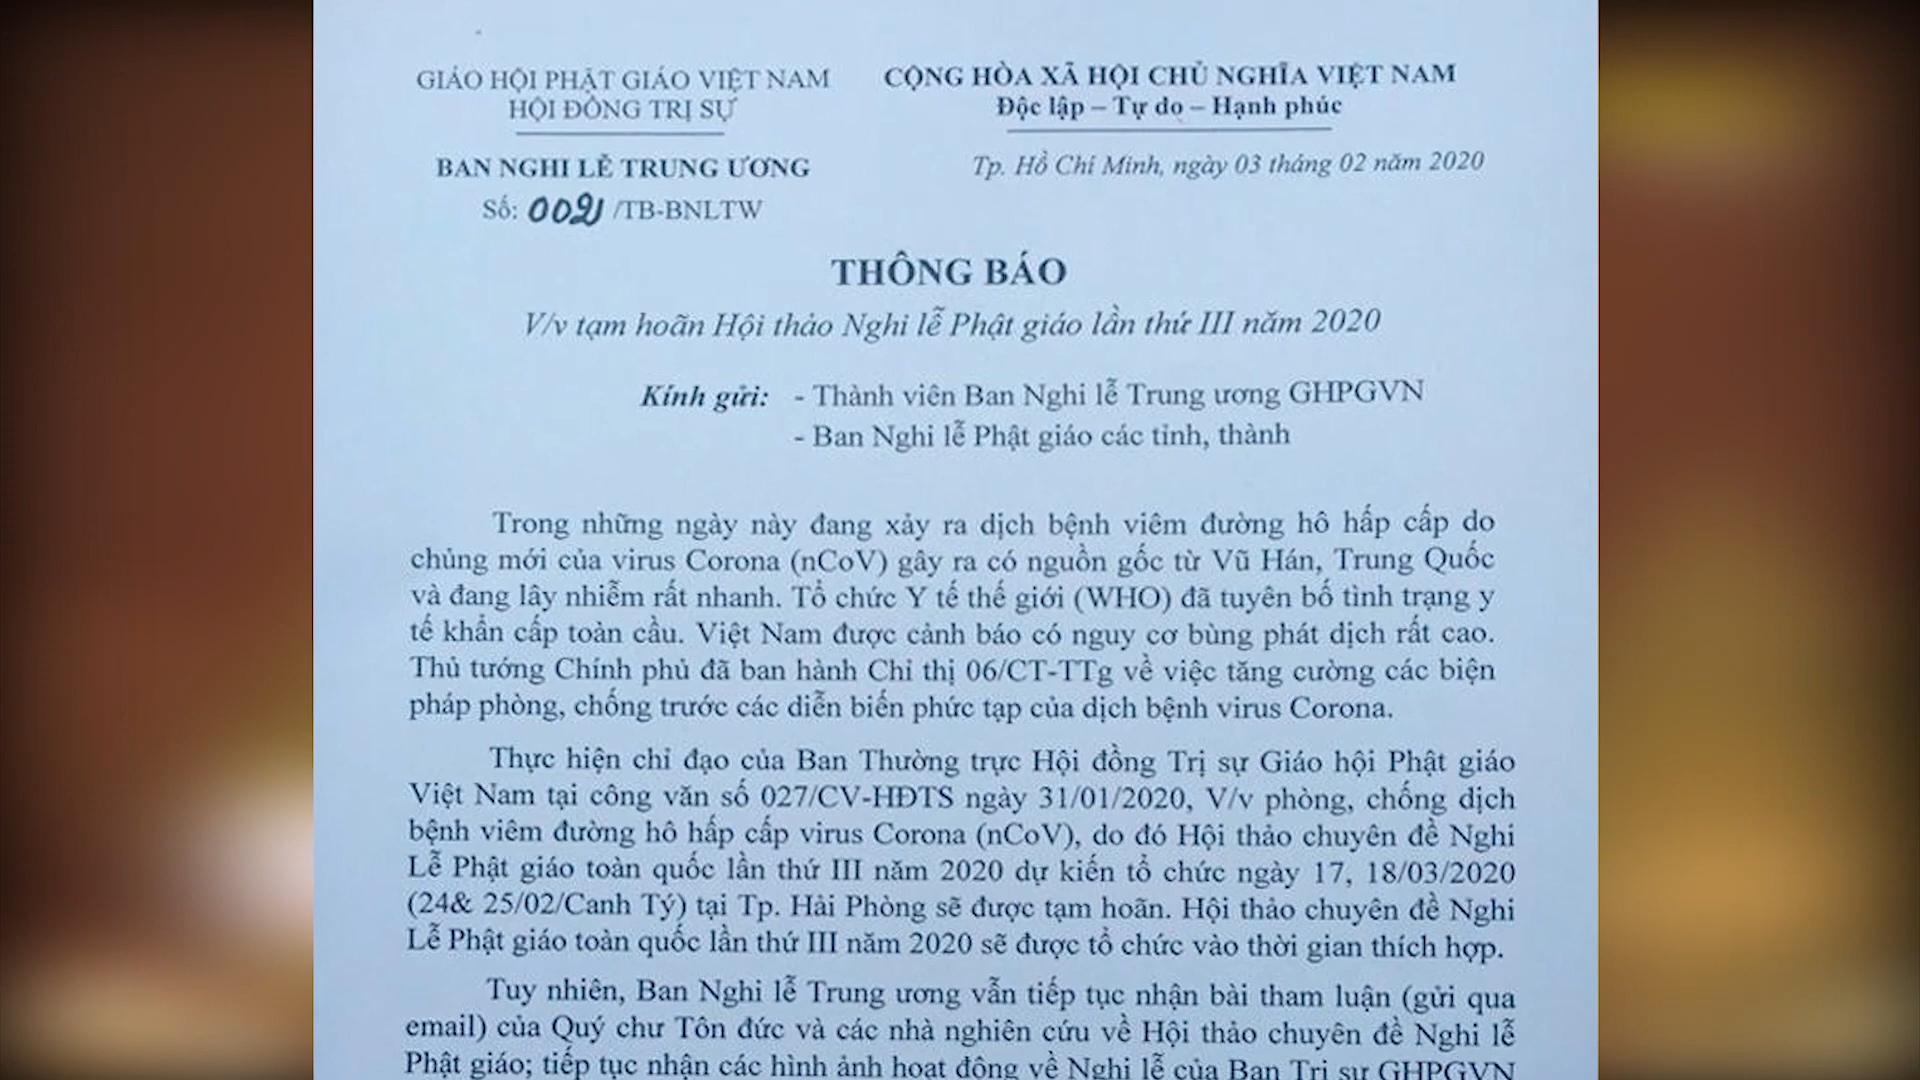 GIÁO HỘI PHẬT GIÁO VIỆT NAM
HỘI ĐỒNG TRỊ SỰ
BAN NGHI LỄ TRUNG ƯƠNG
Số: 0021 /TB-BNLTW
CỘNG HÒA XÃ HỘI CHỦ NGHĨA VIỆT NAM
Độc lập – Tự do – Hạnh phúc
Tp. Hồ Chí Minh, ngày 03 tháng 02 năm 2020
THÔNG BÁO
V/v tạm hoãn Hội thảo Nghi lễ Phật giáo lần thứ III năm 2020
Kính gửi: - Thành viên Ban Nghi lễ Trung ương GHPGVN
- Ban Nghi lễ Phật giáo các tỉnh, thành
Trong những ngày này đang xảy ra dịch bệnh viêm đường hô hấp cấp do
chủng mới của virus Corona (nCoV) gây ra có nguồn gốc từ Vũ Hán, Trung Quốc
và đang lây nhiễm rất nhanh. Tổ chức Y tế thế giới (WHO) đã tuyên bố tình trạng y
tế khẩn cấp toàn cầu. Việt Nam được cảnh báo có nguy cơ bùng phát dịch rất cao.
Thủ tướng Chính phủ đã ban hành Chỉ thị 06/CT-TTg về việc tăng cường các biện
pháp phòng, chống trước các diễn biến phức tạp của dịch bệnh virus Corona.
Thực hiện chỉ đạo của Ban Thường trực Hội đồng Trị sự Giáo hội Phật giáo
Việt Nam tại công văn số 027/CV-HĐTS ngày 31/01/2020, V/v phòng, chống dịch
bệnh viêm đường hô hấp cấp virus Corona (nCoV), do đó Hội thảo chuyên đề Nghi
Lễ Phật giáo toàn quốc lần thứ III năm 2020 dự kiến tổ chức ngày 17, 18/03/2020
(24& 25/02/Canh Tý) tại Tp. Hải Phòng sẽ được tạm hoãn. Hội thảo chuyên đề Nghi
Lễ Phật giáo toàn quốc lần thứ III năm 2020 sẽ được tổ chức vào thời gian thích hợp.
Tuy nhiên, Ban Nghi lễ Trung ương vẫn tiếp tục nhận bài tham luận (gửi qua
email) của Quý chư Tôn đức và các nhà nghiên cứu về Hội thảo chuyên đề Nghi lễ
Phật giáo; tiếp tục nhận các hình ảnh hoạt động về Nghi lễ của Ban Trị sự GHPGVN